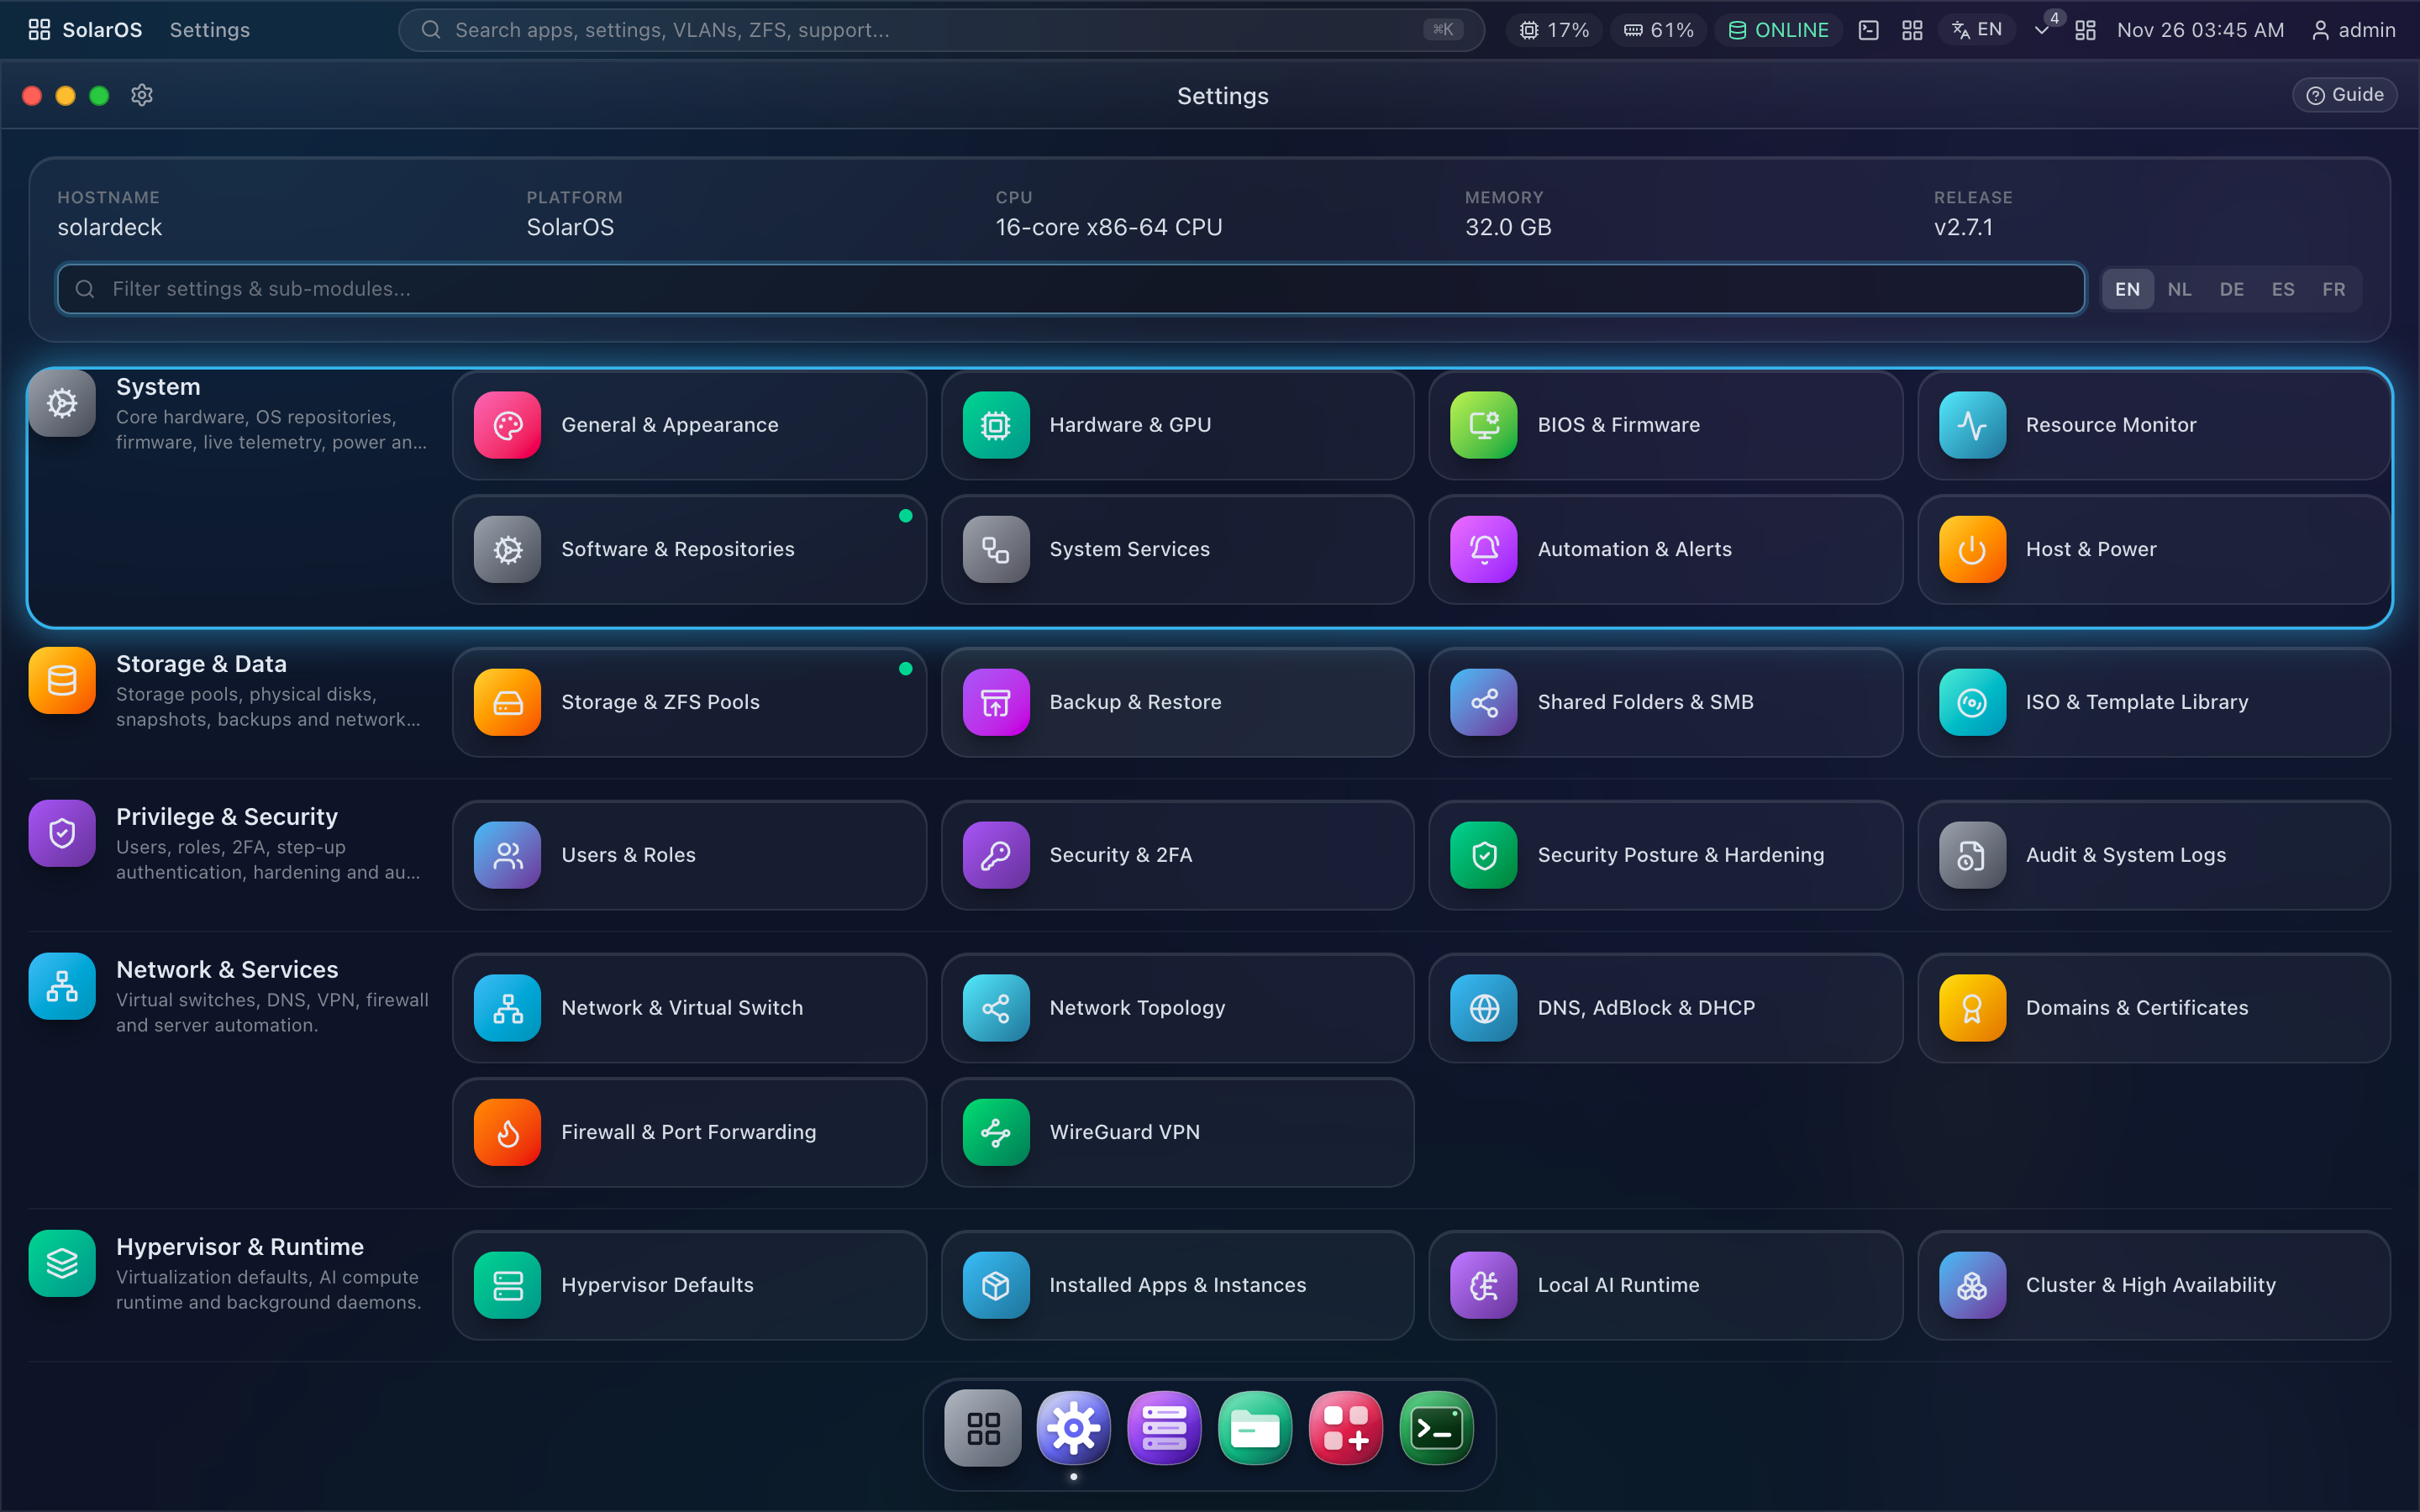 SolarOS Settings Search apps, settings, VLANs, ZFS, support... ⌘K 17% 61% ONLINE EN 4 Nov 26 03:45 AM admin
Settings Guide
HOSTNAME PLATFORM CPU MEMORY RELEASE
solardeck SolarOS 16-core x86-64 CPU 32.0 GB v2.7.1
Filter settings & sub-modules... EN NL DE ES FR
System
Core hardware, OS repositories,
firmware, live telemetry, power an...
General & Appearance Hardware & GPU BIOS & Firmware Resource Monitor
Software & Repositories System Services Automation & Alerts Host & Power
Storage & Data
Storage pools, physical disks,
snapshots, backups and network...
Storage & ZFS Pools Backup & Restore Shared Folders & SMB ISO & Template Library
Privilege & Security
Users, roles, 2FA, step-up
authentication, hardening and au...
Users & Roles Security & 2FA Security Posture & Hardening Audit & System Logs
Network & Services
Virtual switches, DNS, VPN, firewall
and server automation.
Network & Virtual Switch Network Topology DNS, AdBlock & DHCP Domains & Certificates
Firewall & Port Forwarding WireGuard VPN
Hypervisor & Runtime
Virtualization defaults, AI compute
runtime and background daemons.
Hypervisor Defaults Installed Apps & Instances Local AI Runtime Cluster & High Availability